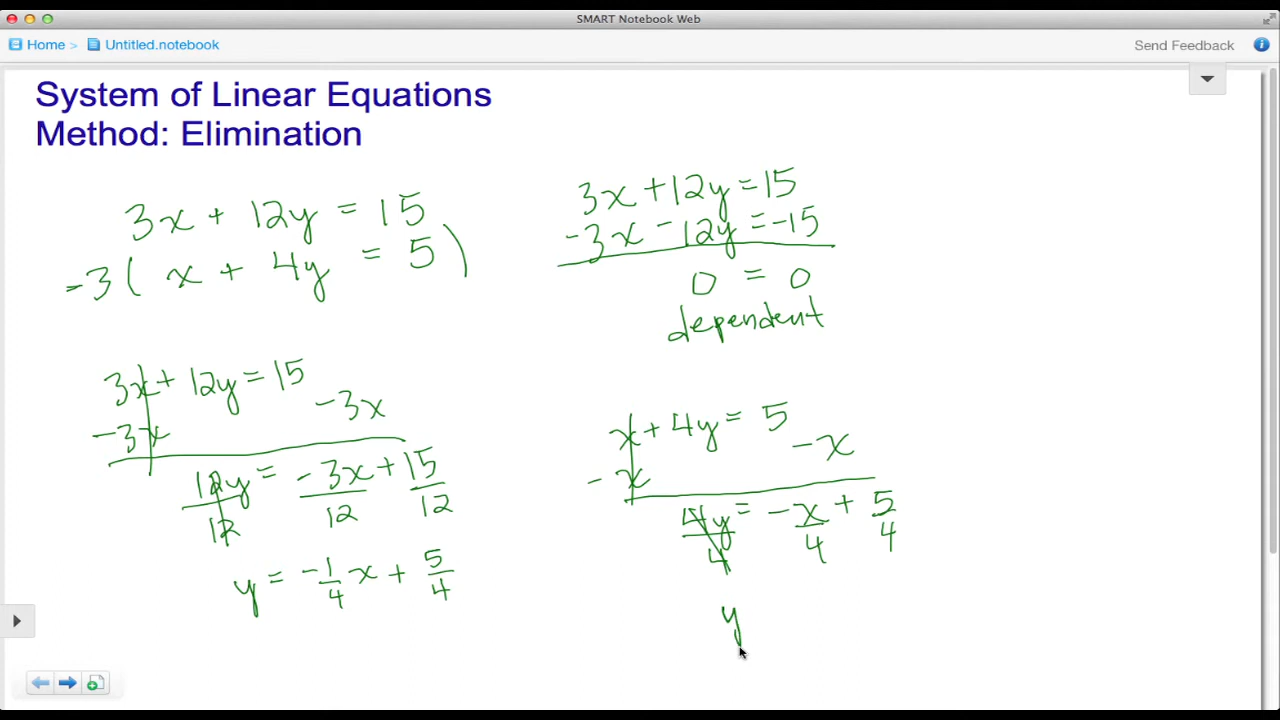 SMART Notebook Web
Home > Untitled.notebook Send Feedback
System of Linear Equations
Method: Elimination
3x + 12y = 15
-3( x + 4y = 5 )
3x + 12y = 15
-3x - 12y = -15
0 = 0
dependent
3x + 12y = 15
-3x -3x
12y = -3x + 15
12 12 12
y = -1/4 x + 5/4
x + 4y = 5
-x -x
4y = -x + 5
4 4 4
y